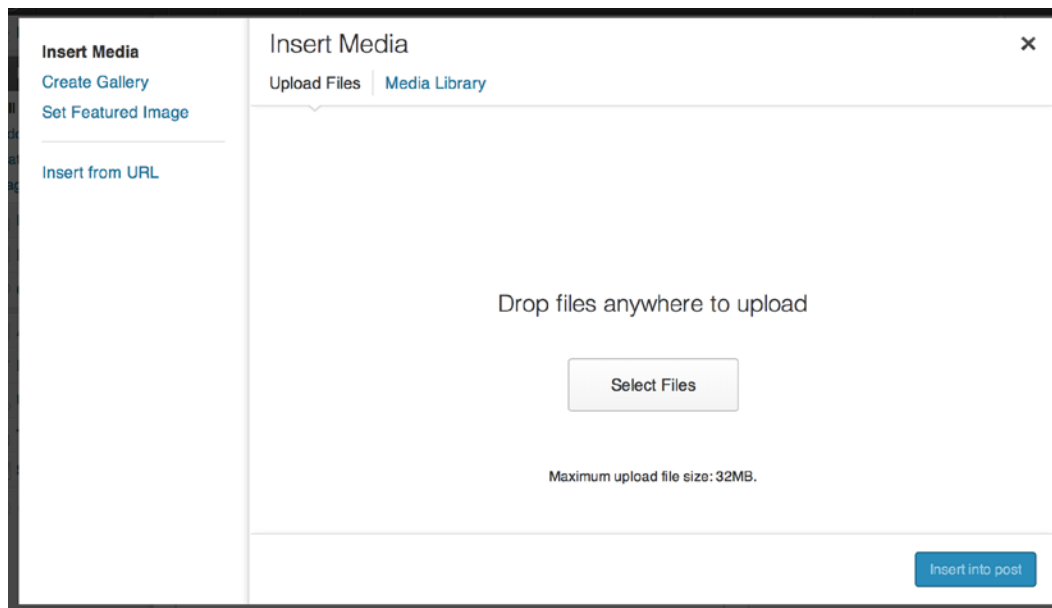 Insert Media
Create Gallery
Set Featured Image
Insert from URL
Insert Media
Upload Files
Media Library
Drop files anywhere to upload
Select Files
Maximum upload file size: 32MB.
Insert into post